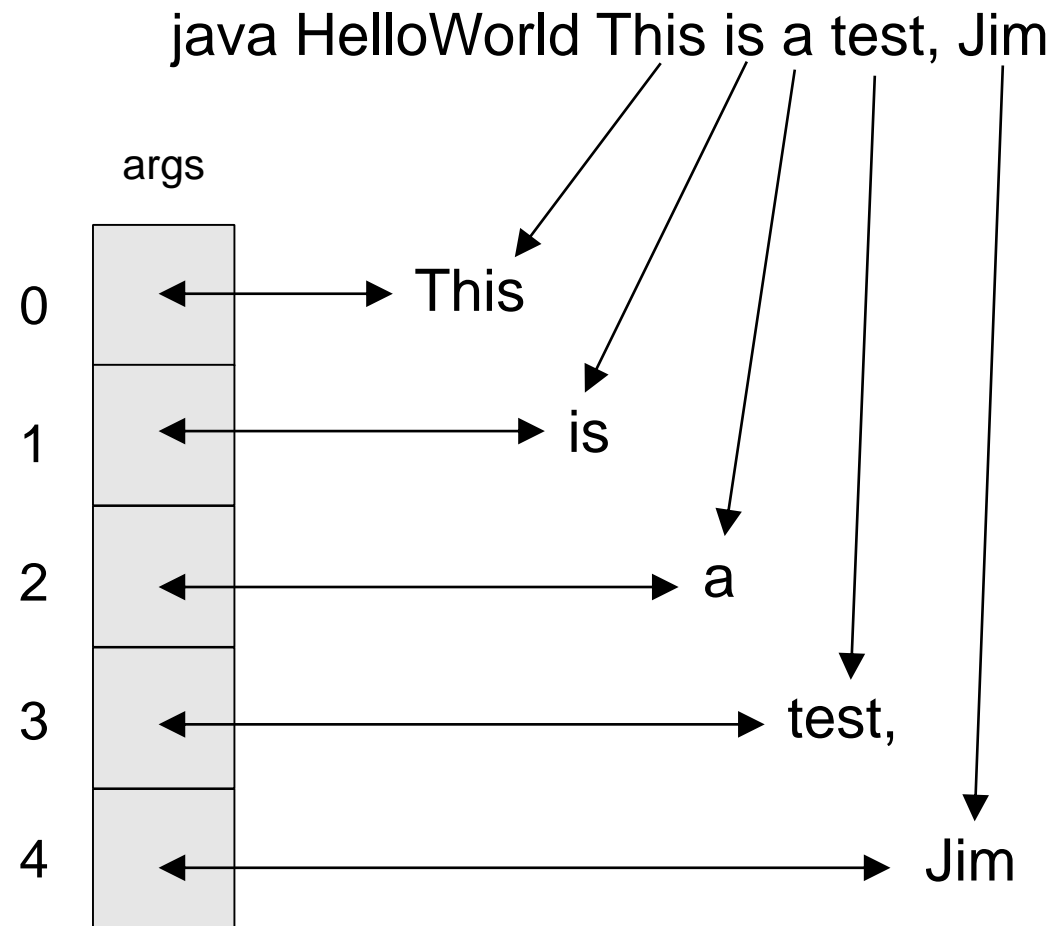 java HelloWorld This is a test, Jim
args
0 This
1 is
2 a
3 test,
4 Jim